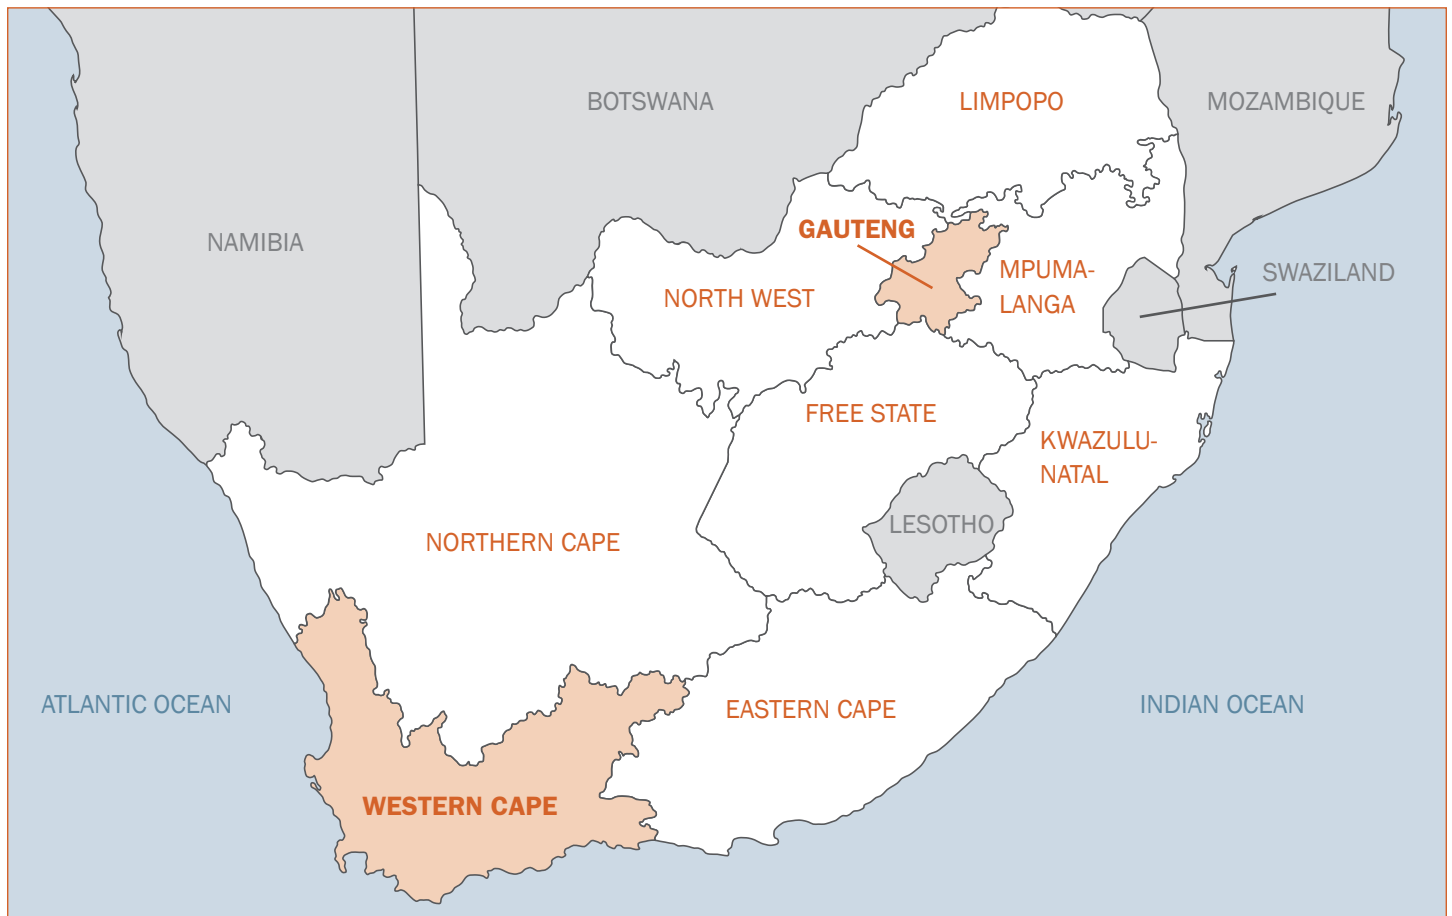 BOTSWANA
LIMPOPO
MOZAMBIQUE
GAUTENG
NAMIBIA
MPUMA-
LANGA
SWAZILAND
NORTH WEST
FREE STATE
KWAZULU-
NATAL
LESOTHO
NORTHERN CAPE
ATLANTIC OCEAN
EASTERN CAPE
INDIAN OCEAN
WESTERN CAPE